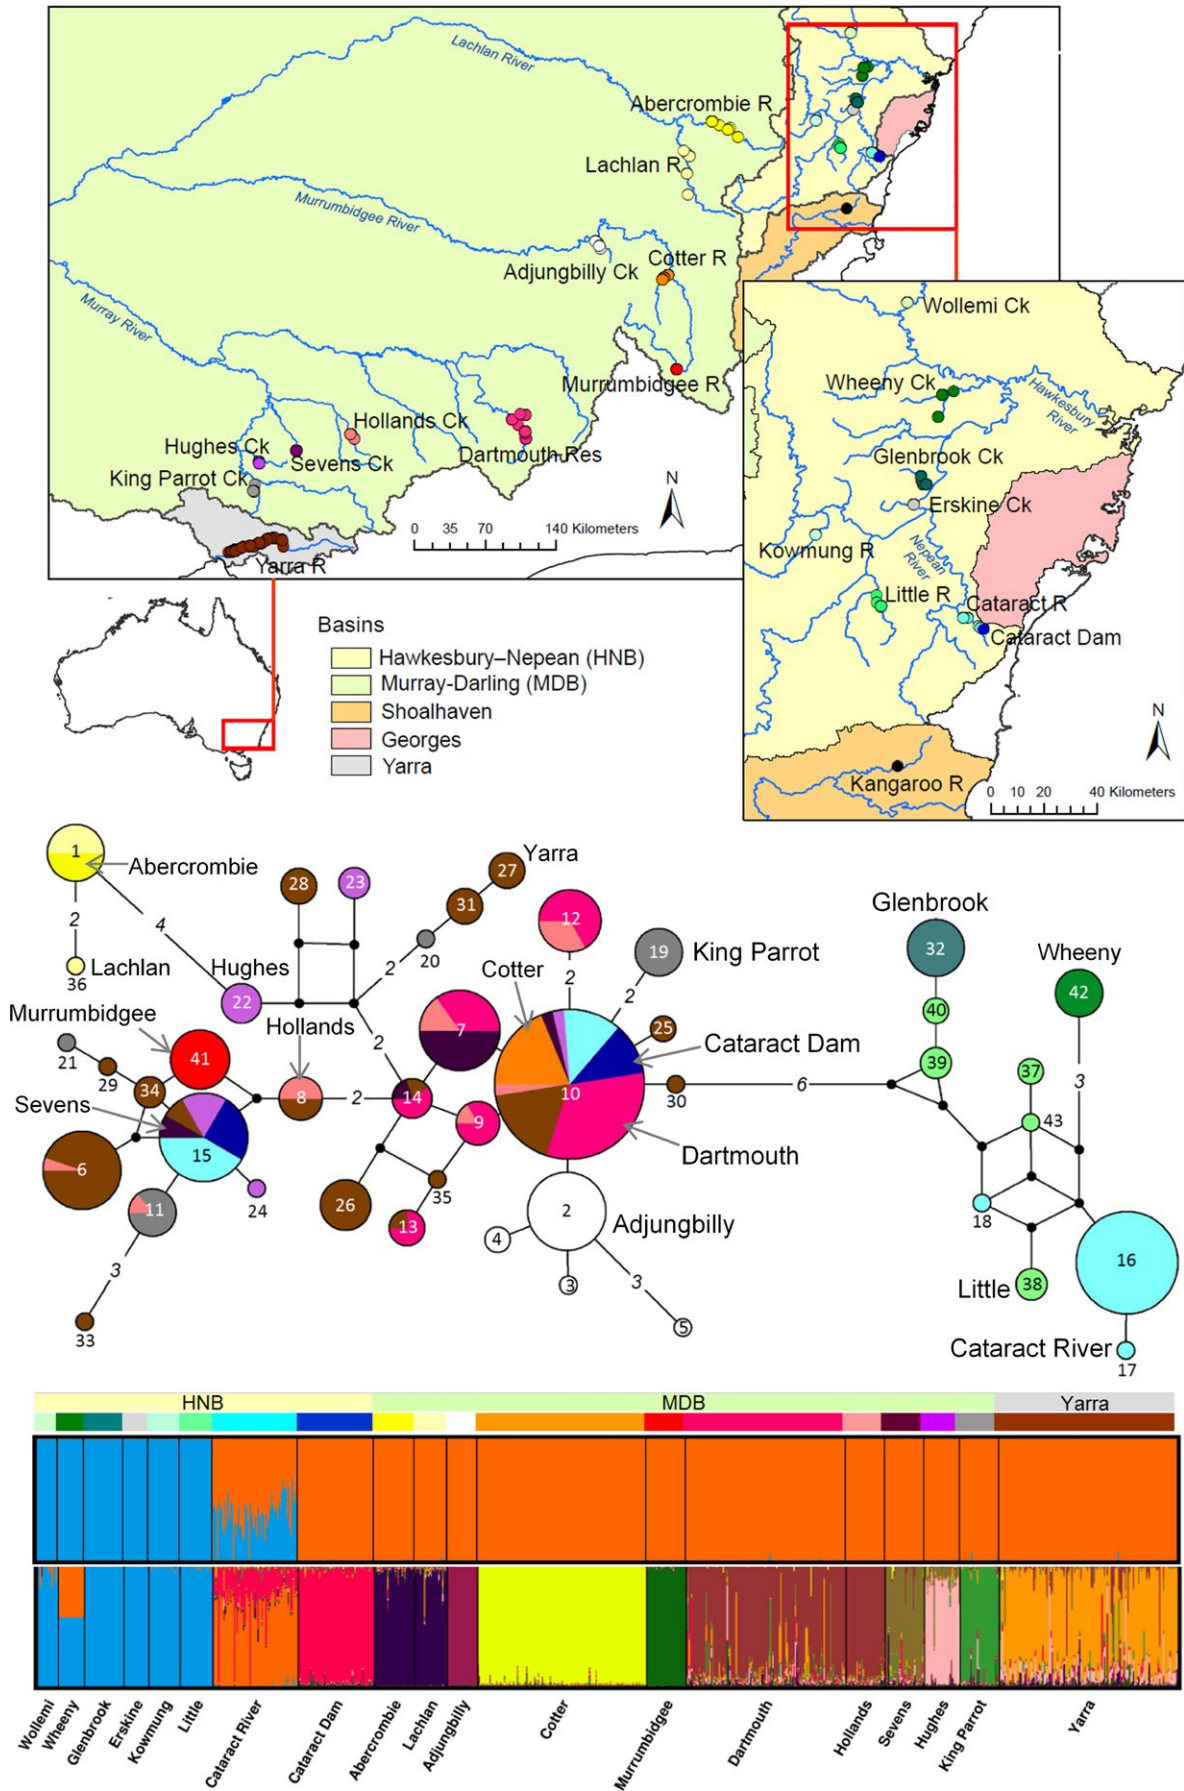 Lachlan River
Abercrombie R
Lachlan R
Murrumbidgee River
Adjungbilly Ck
Cotter R
Murray River
Murrumbidgee R
Hollands Ck
Hughes Ck
Sevens Ck
Dartmouth Res
King Parrot Ck
N
0 35 70 140 Kilometers
Yarra R
Wollemi Ck
Wheeny Ck
Hawkesbury
River
Glenbrook Ck
Erskine Ck
Kowmung R
Nepean
River
Little R
Cataract R
Cataract Dam
N
Kangaroo R
0 10 20 40 Kilometers
Basins
Hawkesbury–Nepean (HNB)
Murray-Darling (MDB)
Shoalhaven
Georges
Yarra
1
Abercrombie
2
4
36
Lachlan
Hughes
22
28
23
Yarra
27
31
20
2
12
2
19
King Parrot
2
Cotter
Hollands
2
7
25
Cataract Dam
Murrumbidgee
21
29
41
34
8
2
14
9
10
30
6
Sevens
15
Dartmouth
6
24
11
3
33
26
35
13
2
Adjungbilly
4
3
3
5
Glenbrook
32
Wheeny
42
40
39
37
3
43
18
16
Little
38
Cataract River
17
HNB MDB Yarra
Wollemi
Wheeny
Glenbrook
Erskine
Kowmung
Little
Cataract River
Cataract Dam
Abercrombie
Lachlan
Adjungbilly
Cotter
Murrumbidgee
Dartmouth
Hollands
Sevens
Hughes
King Parrot
Yarra